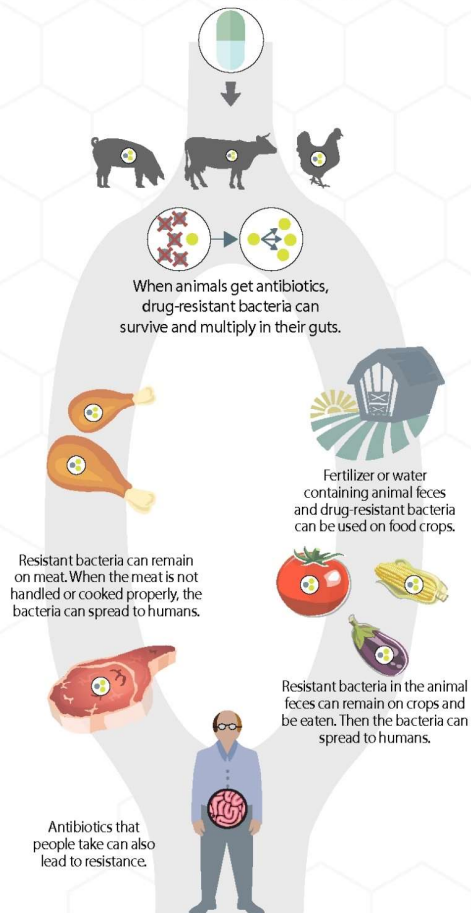 When animals get antibiotics,
drug-resistant bacteria can
survive and multiply in their guts.
Fertilizer or water
containing animal feces
and drug-resistant bacteria
can be used on food crops.
Resistant bacteria can remain
on meat. When the meat is not
handled or cooked properly, the
bacteria can spread to humans.
Resistant bacteria in the animal
feces can remain on crops and
be eaten. Then the bacteria can
spread to humans.
Antibiotics that
people take can also
lead to resistance.